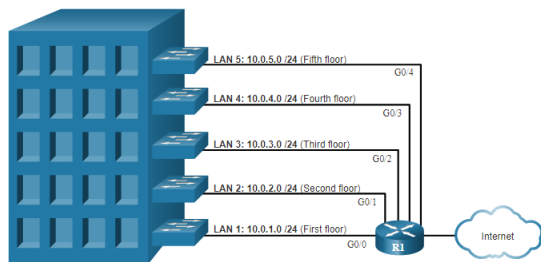 LAN 5: 10.0.5.0 /24 (Fifth floor)
G0/4
LAN 4: 10.0.4.0 /24 (Fourth floor)
G0/3
LAN 3: 10.0.3.0 /24 (Third floor)
G0/2
LAN 2: 10.0.2.0 /24 (Second floor)
G0/1
LAN 1: 10.0.1.0 /24 (First floor)
G0/0
R1
Internet